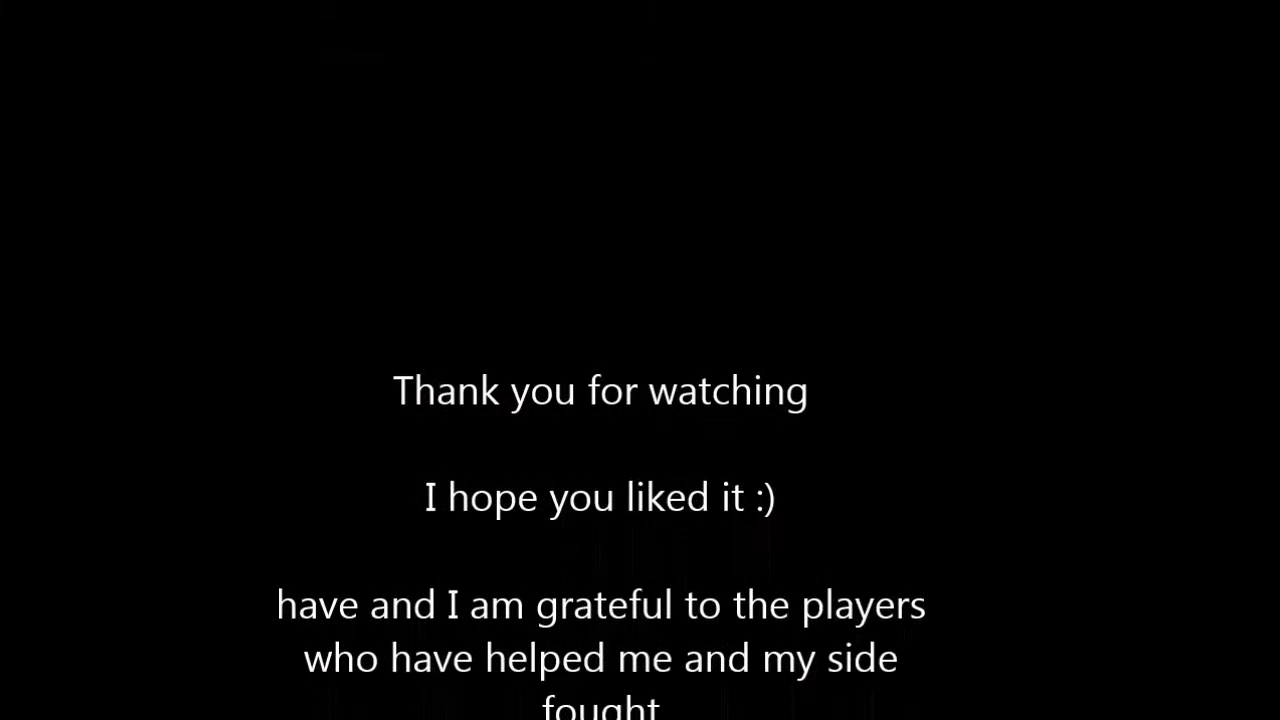 Thank you for watching
I hope you liked it :)
have and I am grateful to the players
who have helped me and my side
fought